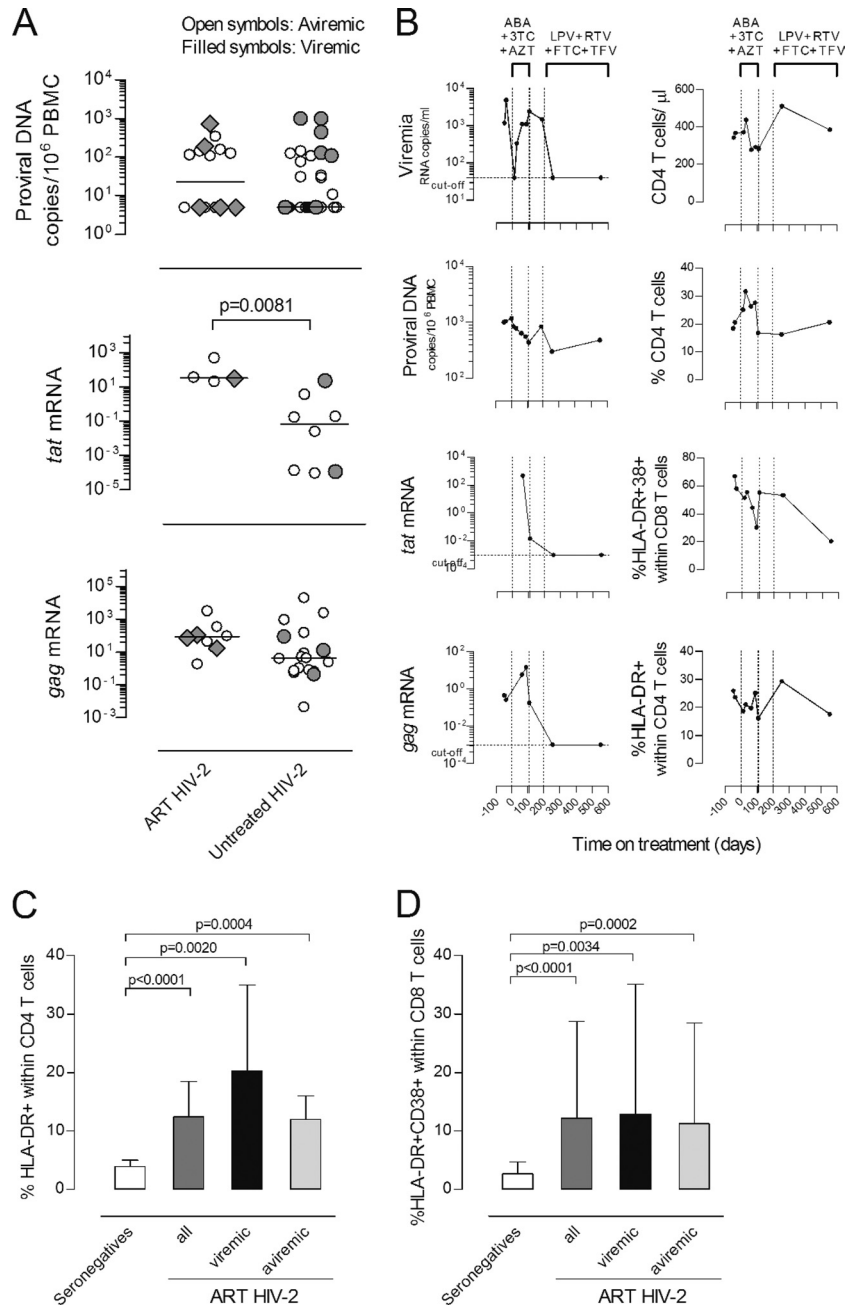 A
Open symbols: Aviremic
Filled symbols: Viremic
Proviral DNA
copies/10⁶ PBMC
10⁵
10⁴
10³
10²
10¹
10⁰
p=0.0081
tat mRNA
10³
10¹
10⁻¹
10⁻³
10⁻⁵
gag mRNA
10⁵
10³
10¹
10⁻¹
10⁻³
ART HIV-2
Untreated HIV-2
B
ABA
+3TC
+AZT
LPV+RTV
+FTC+TFV
ABA
+3TC
+AZT
LPV+RTV
+FTC+TFV
Viremia
RNA copies/ml
10⁴
10³
10²
cut-off
10¹
CD4 T cells/ µl
600
400
200
0
Proviral DNA
copies/10⁶ PBMC
10⁴
10³
10²
% CD4 T cells
40
30
20
10
0
tat mRNA
10²
10⁰
10⁻²
cut-off
10⁻⁴
%HLA-DR+38+
within CD8 T cells
80
60
40
20
0
gag mRNA
10²
10⁰
10⁻²
cut-off
10⁻⁴
%HLA-DR+
within CD4 T cells
40
30
20
10
0
-100 0 100 200 300 400 500 600
-100 0 100 200 300 400 500 600
Time on treatment (days)
C
% HLA-DR+ within CD4 T cells
40
30
20
10
0
p=0.0004
p=0.0020
p<0.0001
Seronegatives
all
viremic
aviremic
ART HIV-2
D
%HLA-DR+CD38+ within CD8 T cells
40
30
20
10
0
p=0.0002
p=0.0034
p<0.0001
Seronegatives
all
viremic
aviremic
ART HIV-2